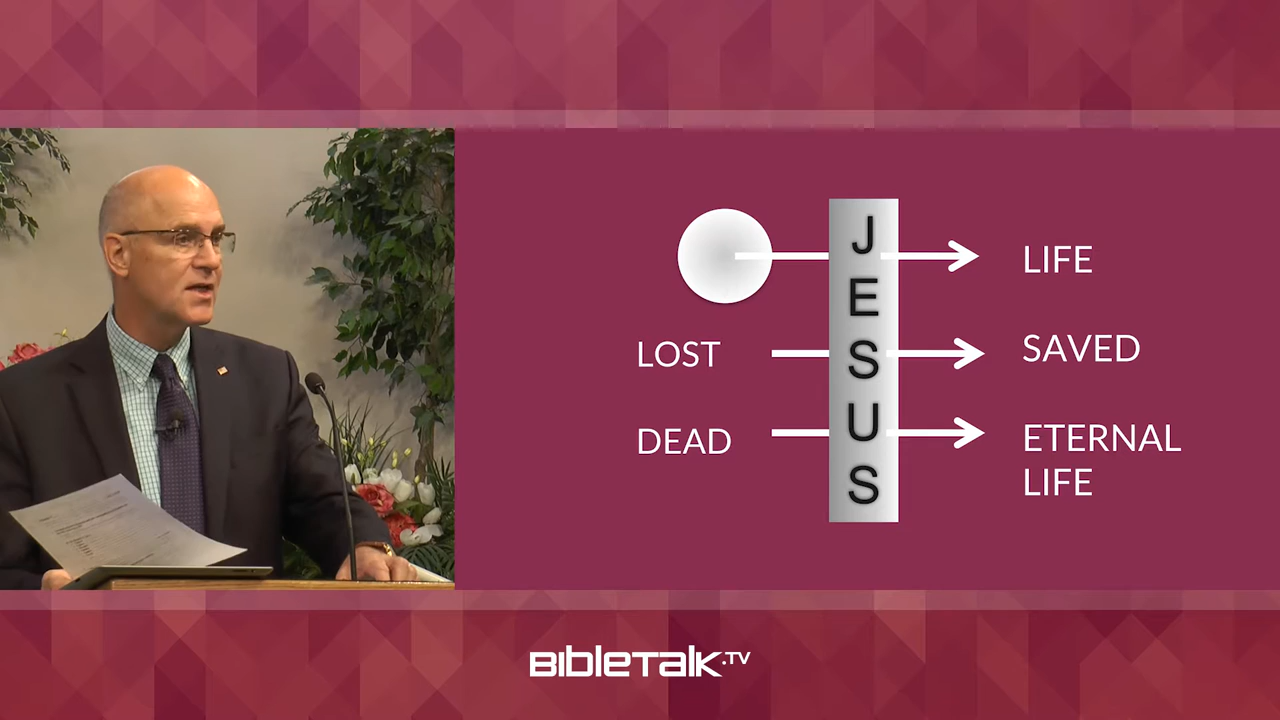 J
E
S
U
S
LIFE
LOST
SAVED
DEAD
ETERNAL
LIFE
BIBLETALK.TV